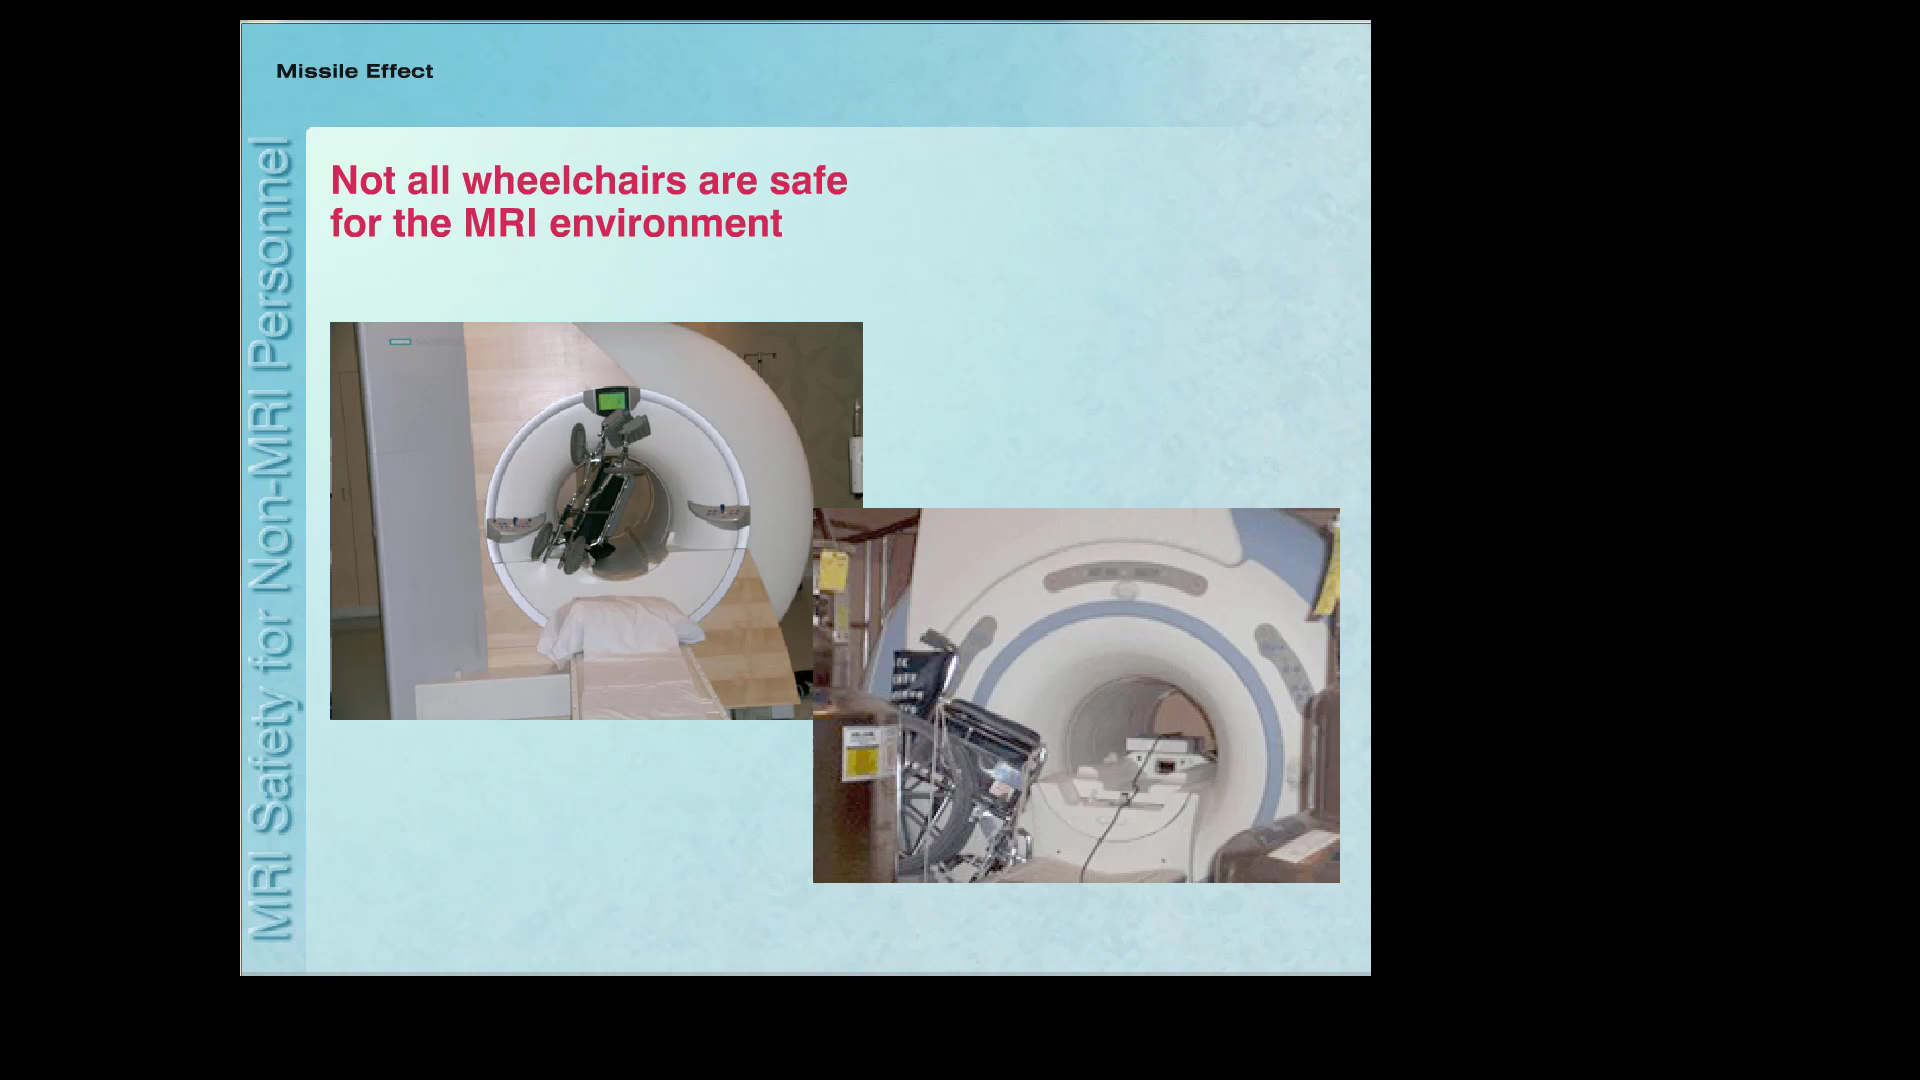 Missile Effect
MRI Safety for Non-MRI Personnel
Not all wheelchairs are safe
for the MRI environment